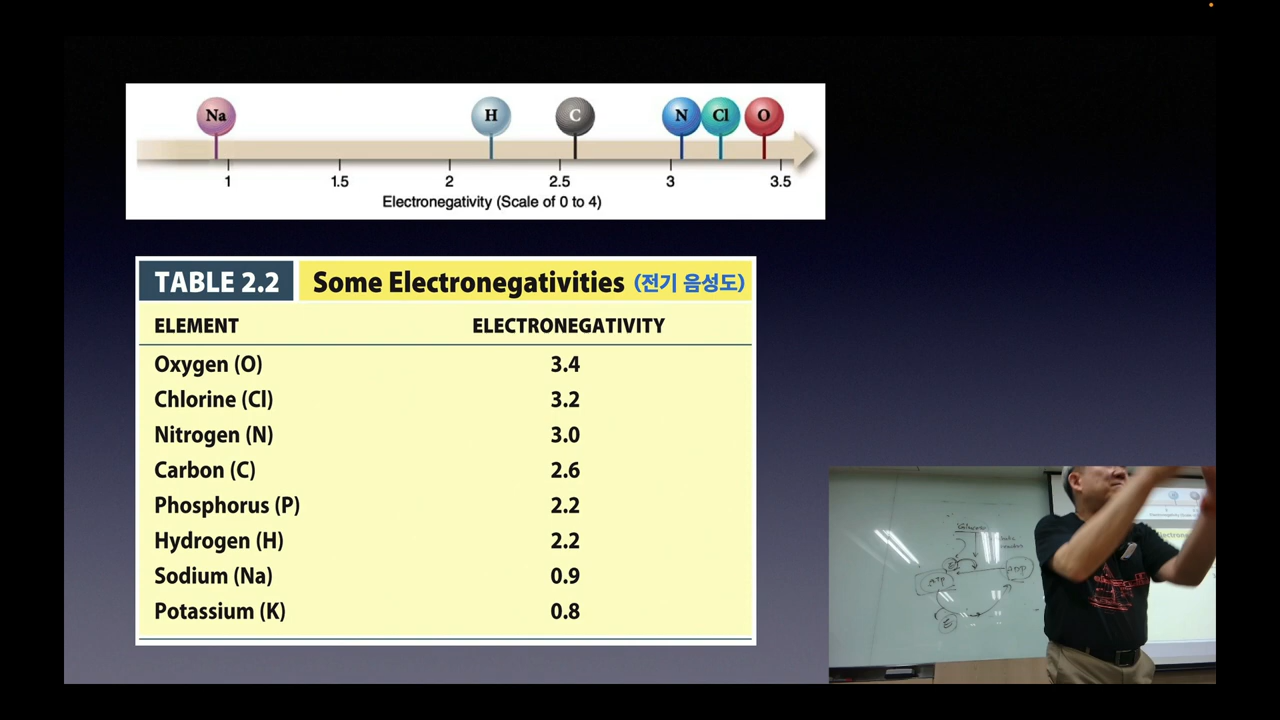 Na H C N Cl O
1 1.5 2 2.5 3 3.5
Electronegativity (Scale of 0 to 4)
TABLE 2.2 Some Electronegativities (전기 음성도)
ELEMENT ELECTRONEGATIVITY
Oxygen (O) 3.4
Chlorine (Cl) 3.2
Nitrogen (N) 3.0
Carbon (C) 2.6
Phosphorus (P) 2.2
Hydrogen (H) 2.2
Sodium (Na) 0.9
Potassium (K) 0.8
E
ATP ADP
E